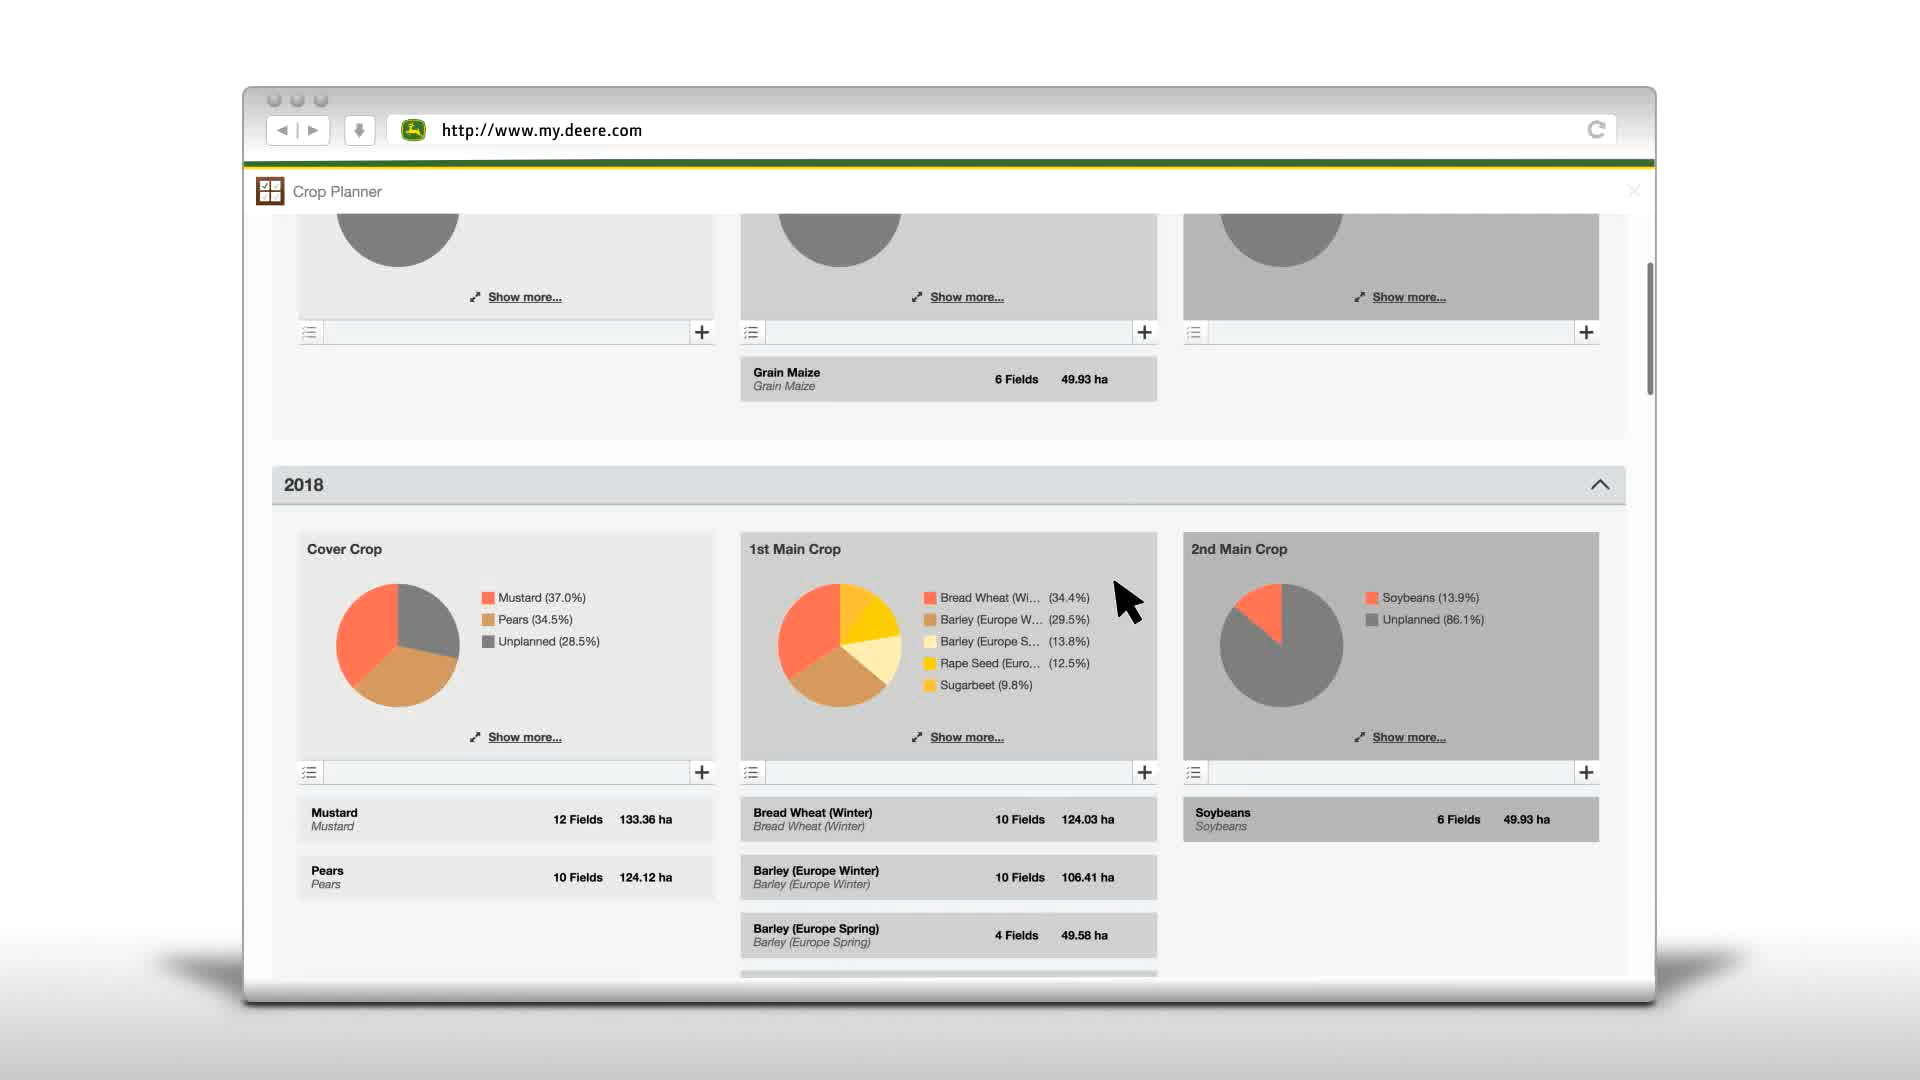 http://www.my.deere.com
Crop Planner
Show more...
Show more...
Show more...
Grain Maize
Grain Maize
6 Fields 49.93 ha
2018
Cover Crop
Mustard (37.0%)
Pears (34.5%)
Unplanned (28.5%)
Show more...
1st Main Crop
Bread Wheat (Wi... (34.4%)
Barley (Europe W... (29.5%)
Barley (Europe S... (13.8%)
Rape Seed (Euro... (12.5%)
Sugarbeet (9.8%)
Show more...
2nd Main Crop
Soybeans (13.9%)
Unplanned (86.1%)
Show more...
Mustard
Mustard
12 Fields 133.36 ha
Pears
Pears
10 Fields 124.12 ha
Bread Wheat (Winter)
Bread Wheat (Winter)
10 Fields 124.03 ha
Barley (Europe Winter)
Barley (Europe Winter)
10 Fields 106.41 ha
Barley (Europe Spring)
Barley (Europe Spring)
4 Fields 49.58 ha
Soybeans
Soybeans
6 Fields 49.93 ha